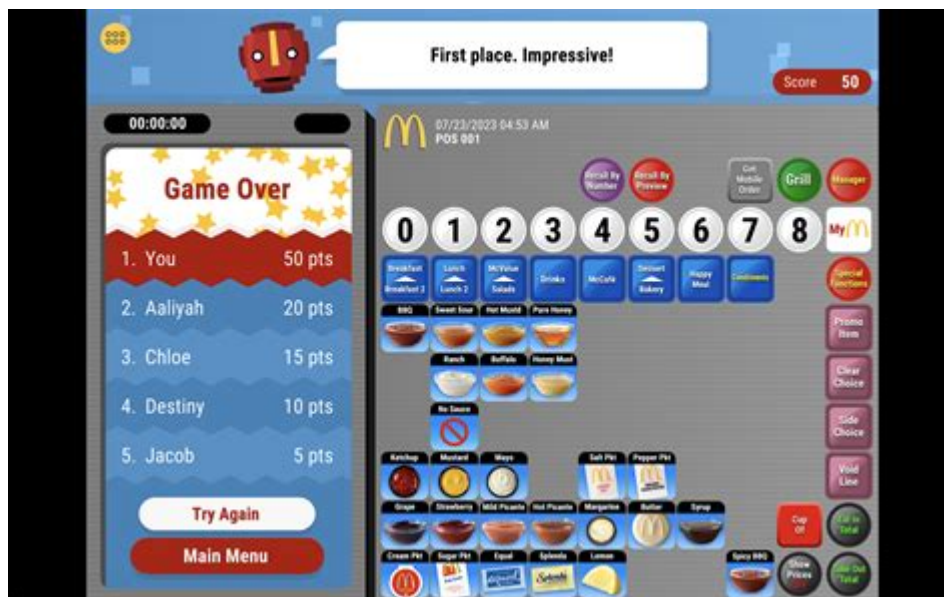 First place. Impressive!
Score 50
00:00:00
07/23/2023 04:53 AM
POS 001
Recall By
Number
Recall By
Preview
Get
Mobile
Order
Grill
Manager
Game Over
1. You 50 pts
2. Aaliyah 20 pts
3. Chloe 15 pts
4. Destiny 10 pts
5. Jacob 5 pts
Try Again
Main Menu
0 1 2 3 4 5 6 7 8 My
Breakfast
Breakfast 2
Lunch
Lunch 2
McValue
Salads
Drinks
McCafé
Dessert
Bakery
Happy
Meal
Condiments
Special
Functions
BBQ Sweet Sour Hot Mustd Pure Honey
Promo
Item
Ranch Buffalo Honey Must
Clear
Choice
No Sauce
Side
Choice
Ketchup Mustard Mayo Salt Pkt Pepper Pkt
Void
Line
Grape Strawberry Mild Picante Hot Picante Margarine Butter Syrup
Cup
Of
Eat In
Total
Cream Pkt Sugar Pkt Equal Splenda Lemon Spicy BBQ
Splenda
Show
Prices
Take Out
Total